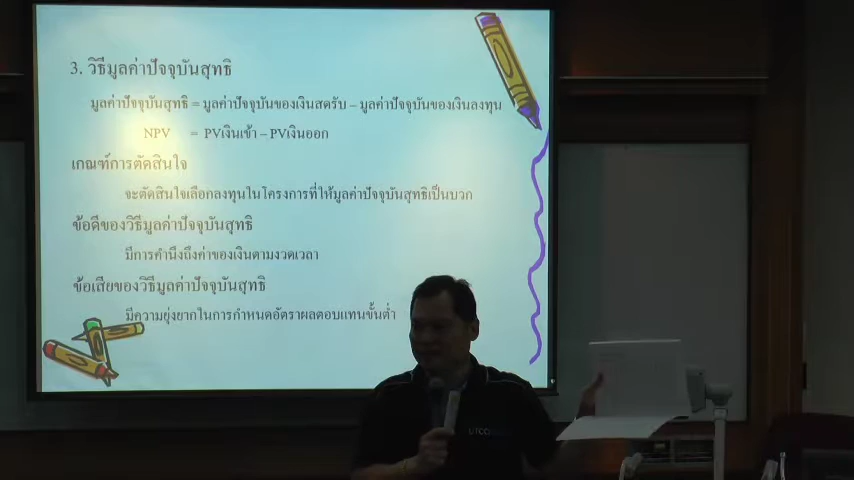 3. วิธีมูลค่าปัจจุบันสุทธิ
มูลค่าปัจจุบันสุทธิ = มูลค่าปัจจุบันของเงินสดรับ – มูลค่าปัจจุบันของเงินลงทุน
NPV = PVเงินเข้า – PVเงินออก
เกณฑ์การตัดสินใจ
จะตัดสินใจเลือกลงทุนในโครงการที่ให้มูลค่าปัจจุบันสุทธิเป็นบวก
ข้อดีของวิธีมูลค่าปัจจุบันสุทธิ
มีการคำนึงถึงค่าของเงินตามงวดเวลา
ข้อเสียของวิธีมูลค่าปัจจุบันสุทธิ
มีความยุ่งยากในการกำหนดอัตราผลตอบแทนขั้นต่ำ